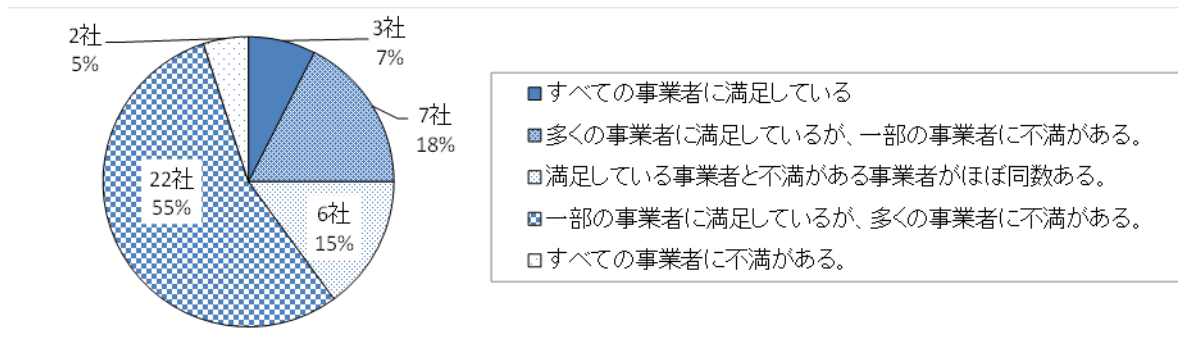 2社
5%
3社
7%
7社
18%
22社
55%
6社
15%
すべての事業者に満足している
多くの事業者に満足しているが、一部の事業者に不満がある。
満足している事業者と不満がある事業者がほぼ同数ある。
一部の事業者に満足しているが、多くの事業者に不満がある。
すべての事業者に不満がある。